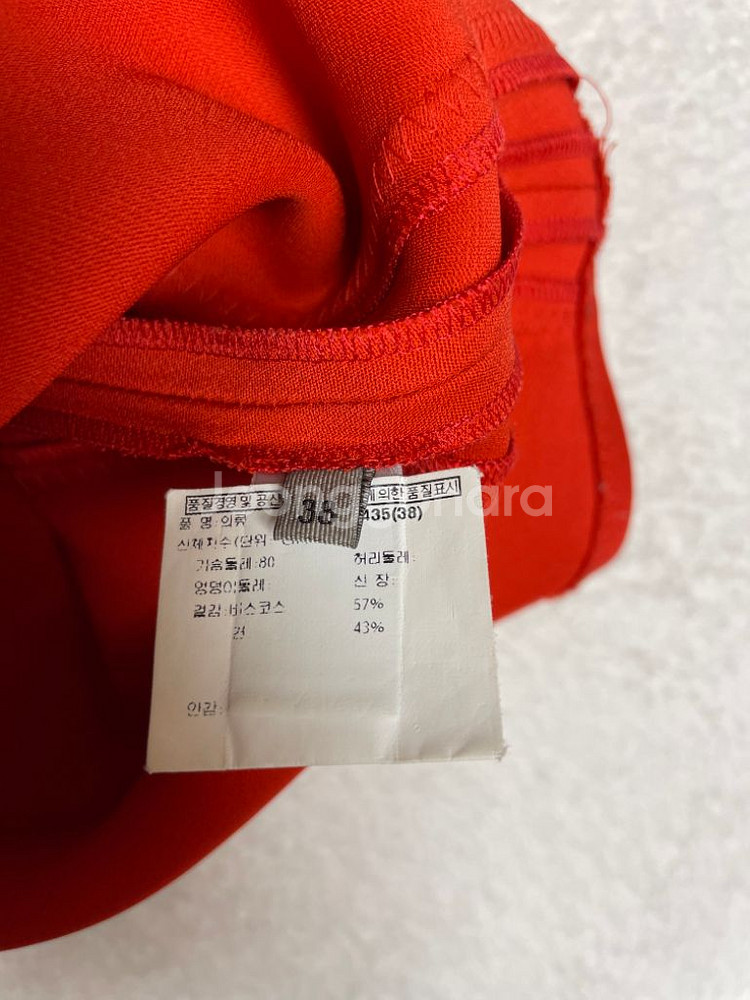 품질경영 및 공산 에 의한 품질표시
38
품 명:의류 435(38)
신체치수(단위:
가슴둘레:80 허리둘레:
엉덩이둘레: 신 장:
겉감:비스코스 57%
견 43%
안감: